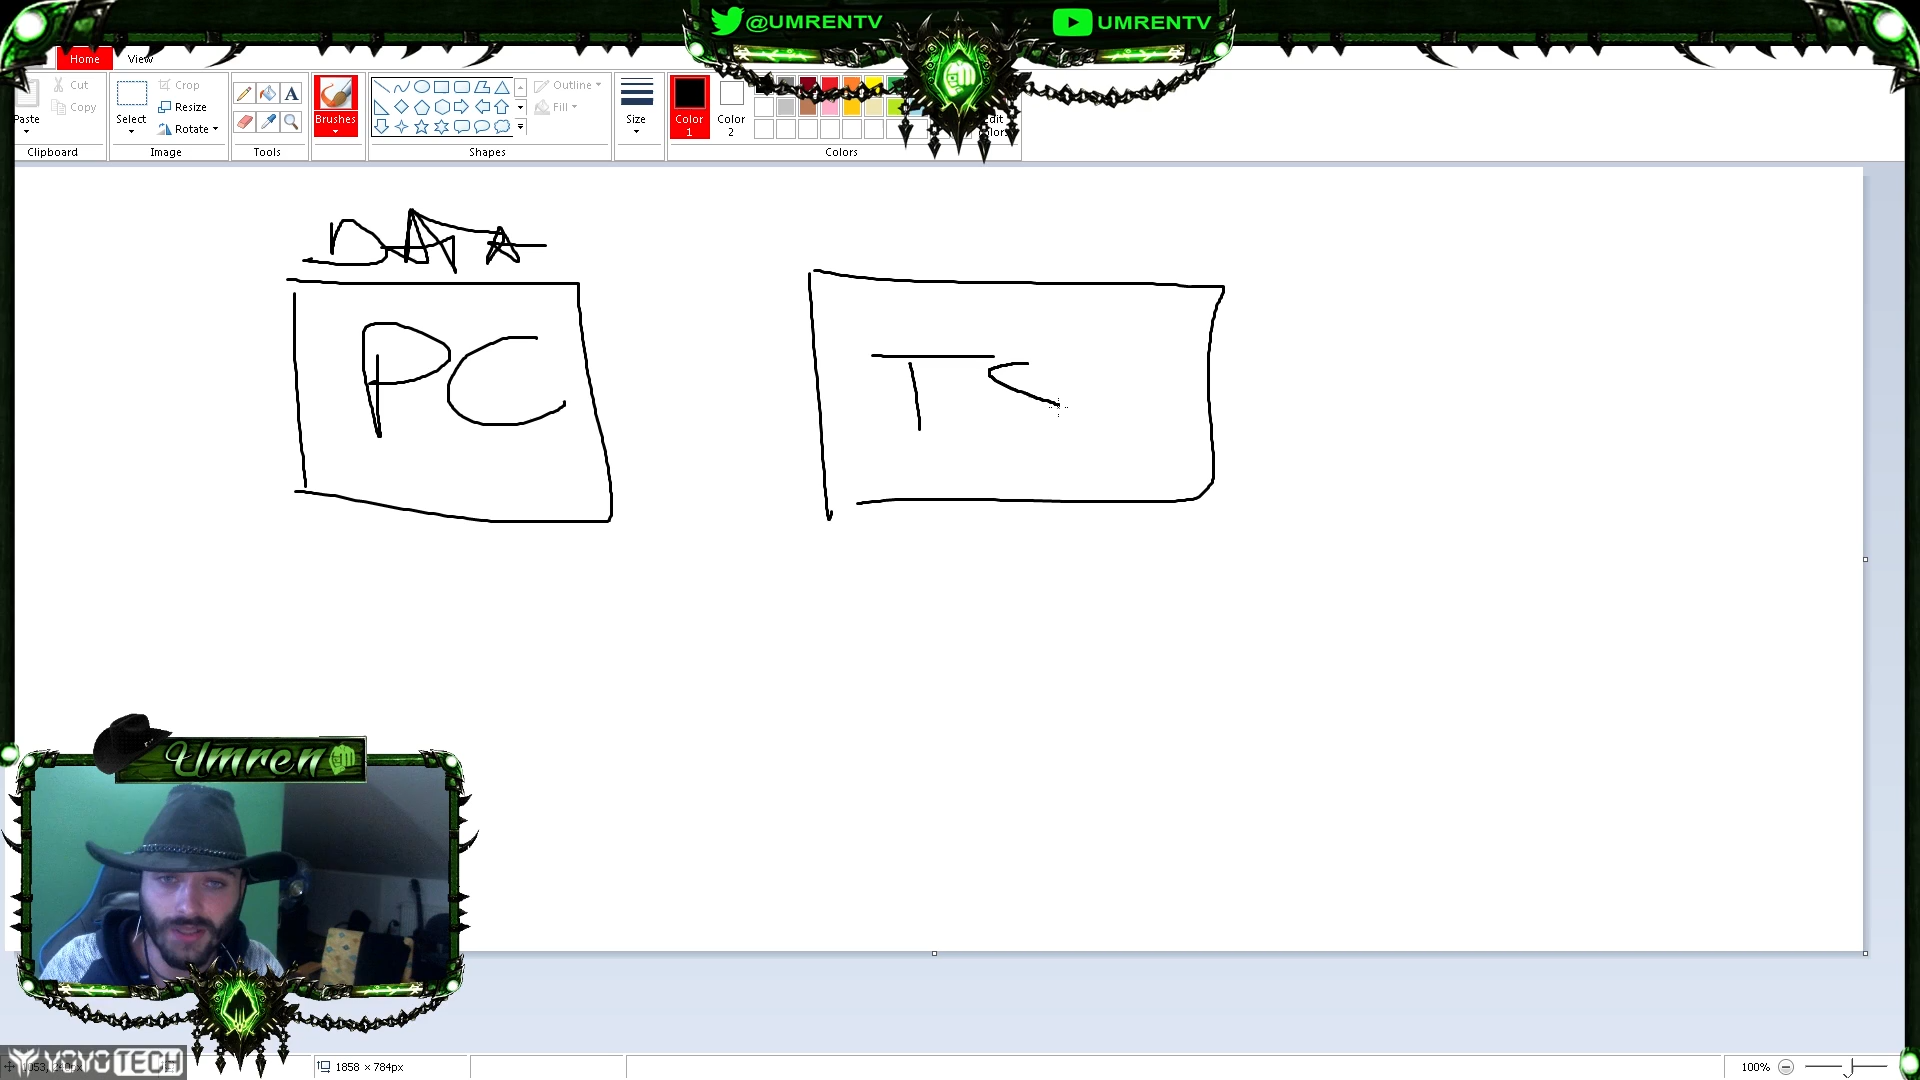 @UMRENTV
UMRENTV
Home
View
Cut
Copy
Paste
Clipboard
Crop
Resize
Rotate
Select
Image
Tools
Brushes
Shapes
Outline
Fill
Size
Color
1
Color
2
Colors
DATA
PC
T
Umren
YOYOTECH
1858 × 784px
100%